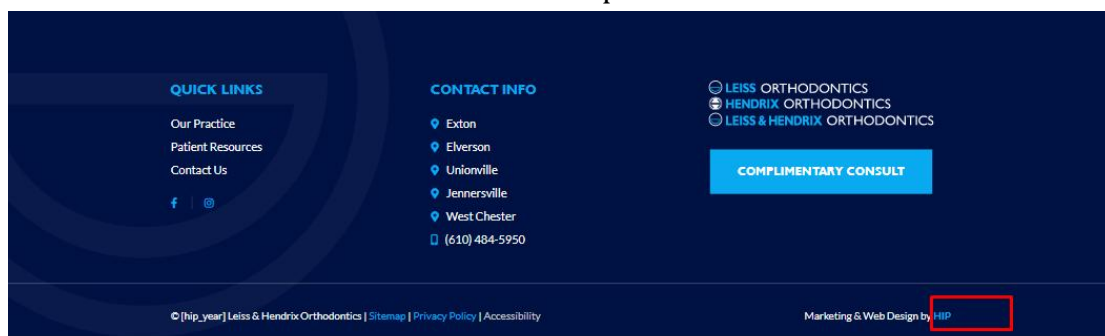 QUICK LINKS
Our Practice
Patient Resources
Contact Us
CONTACT INFO
Exton
Elverson
Unionville
Jennersville
West Chester
(610) 484-5950
LEISS ORTHODONTICS
HENDRIX ORTHODONTICS
LEISS & HENDRIX ORTHODONTICS
COMPLIMENTARY CONSULT
© [hip_year] Leiss & Hendrix Orthodontics | Sitemap | Privacy Policy | Accessibility
Marketing & Web Design by HIP